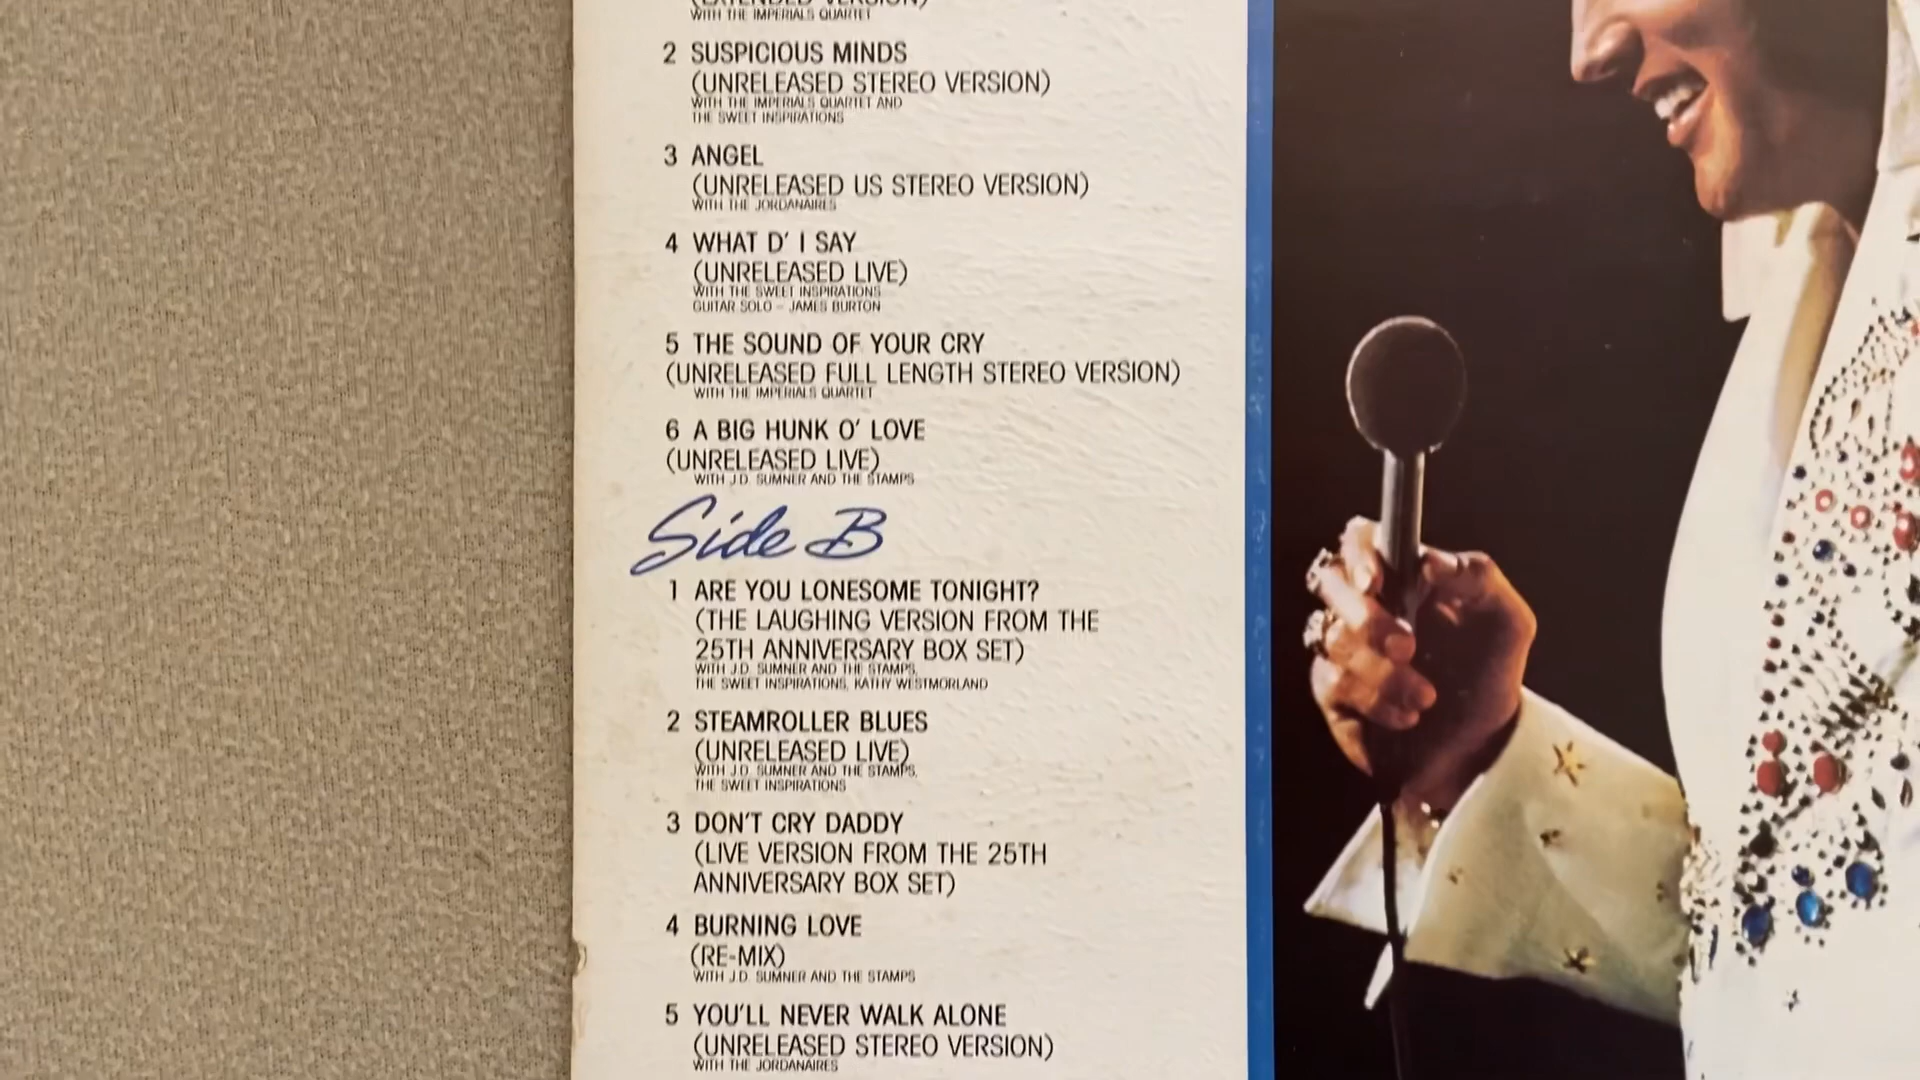 (EXTENDED VERSION)
WITH THE IMPERIALS QUARTET
2 SUSPICIOUS MINDS
(UNRELEASED STEREO VERSION)
WITH THE IMPERIALS QUARTET AND
THE SWEET INSPIRATIONS
3 ANGEL
(UNRELEASED US STEREO VERSION)
WITH THE JORDANAIRES
4 WHAT D' I SAY
(UNRELEASED LIVE)
WITH THE SWEET INSPIRATIONS
GUITAR SOLO – JAMES BURTON
5 THE SOUND OF YOUR CRY
(UNRELEASED FULL LENGTH STEREO VERSION)
WITH THE IMPERIALS QUARTET
6 A BIG HUNK O' LOVE
(UNRELEASED LIVE)
WITH J.D. SUMNER AND THE STAMPS
Side B
1 ARE YOU LONESOME TONIGHT?
(THE LAUGHING VERSION FROM THE
25TH ANNIVERSARY BOX SET)
WITH J.D. SUMNER AND THE STAMPS,
THE SWEET INSPIRATIONS, KATHY WESTMORLAND
2 STEAMROLLER BLUES
(UNRELEASED LIVE)
WITH J.D. SUMNER AND THE STAMPS,
THE SWEET INSPIRATIONS
3 DON'T CRY DADDY
(LIVE VERSION FROM THE 25TH
ANNIVERSARY BOX SET)
4 BURNING LOVE
(RE-MIX)
WITH J.D. SUMNER AND THE STAMPS
5 YOU'LL NEVER WALK ALONE
(UNRELEASED STEREO VERSION)
WITH THE JORDANAIRES